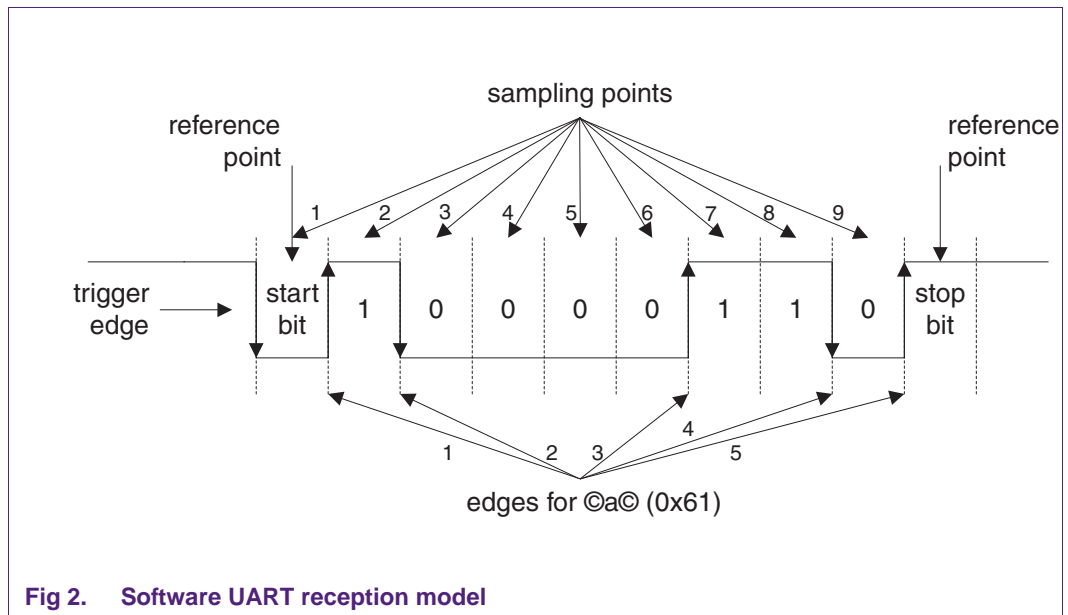 sampling points
reference
point
reference
point
1 2 3 4 5 6 7 8 9
trigger
edge
start
bit
1 0 0 0 0 1 1 0
stop
bit
1 2 3 4 5
edges for ©a© (0x61)
Fig 2. Software UART reception model